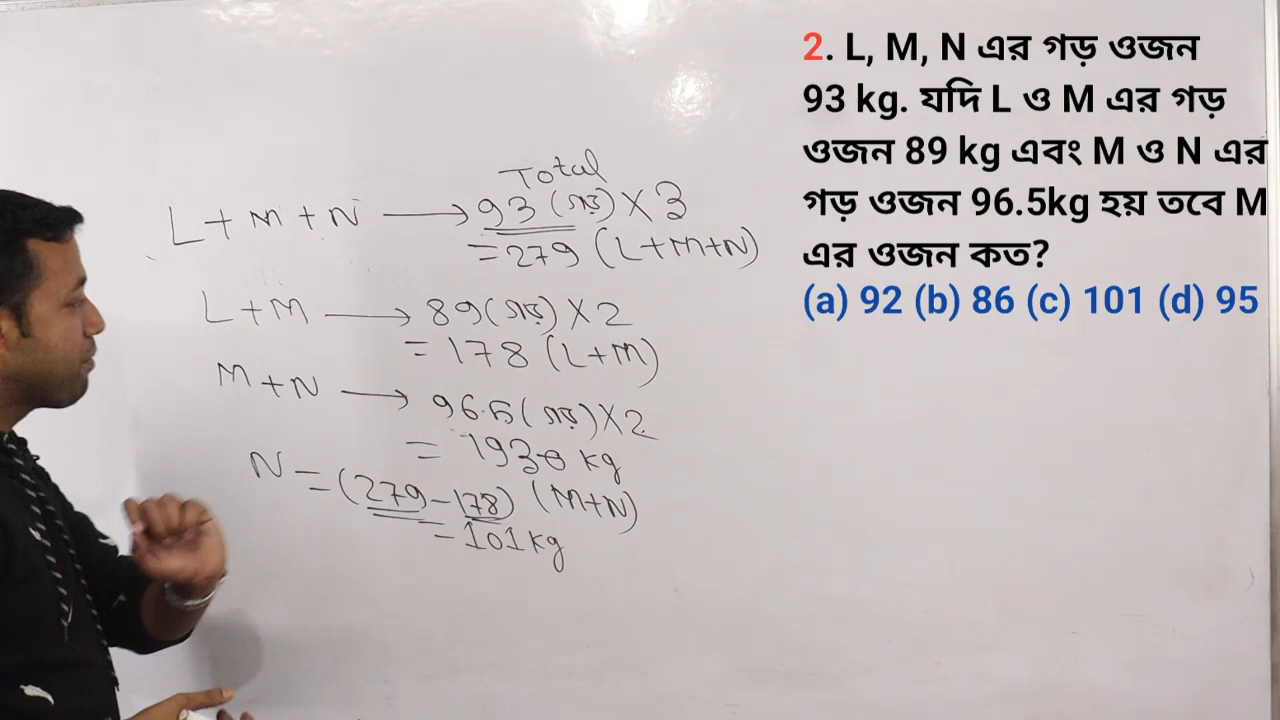 2. L, M, N এর গড় ওজন
93 kg. যদি L ও M এর গড়
ওজন 89 kg এবং M ও N এর
গড় ওজন 96.5kg হয় তবে M
এর ওজন কত?
(a) 92 (b) 86 (c) 101 (d) 95
Total
L + M + N → 93 (গড়) X 3
= 279 (L+M+N)
L + M → 89 (গড়) X 2
= 178 (L+M)
M + N → 96.5 (গড়) X 2
= 193 kg
N = (279-178) (M+N)
= 101 kg